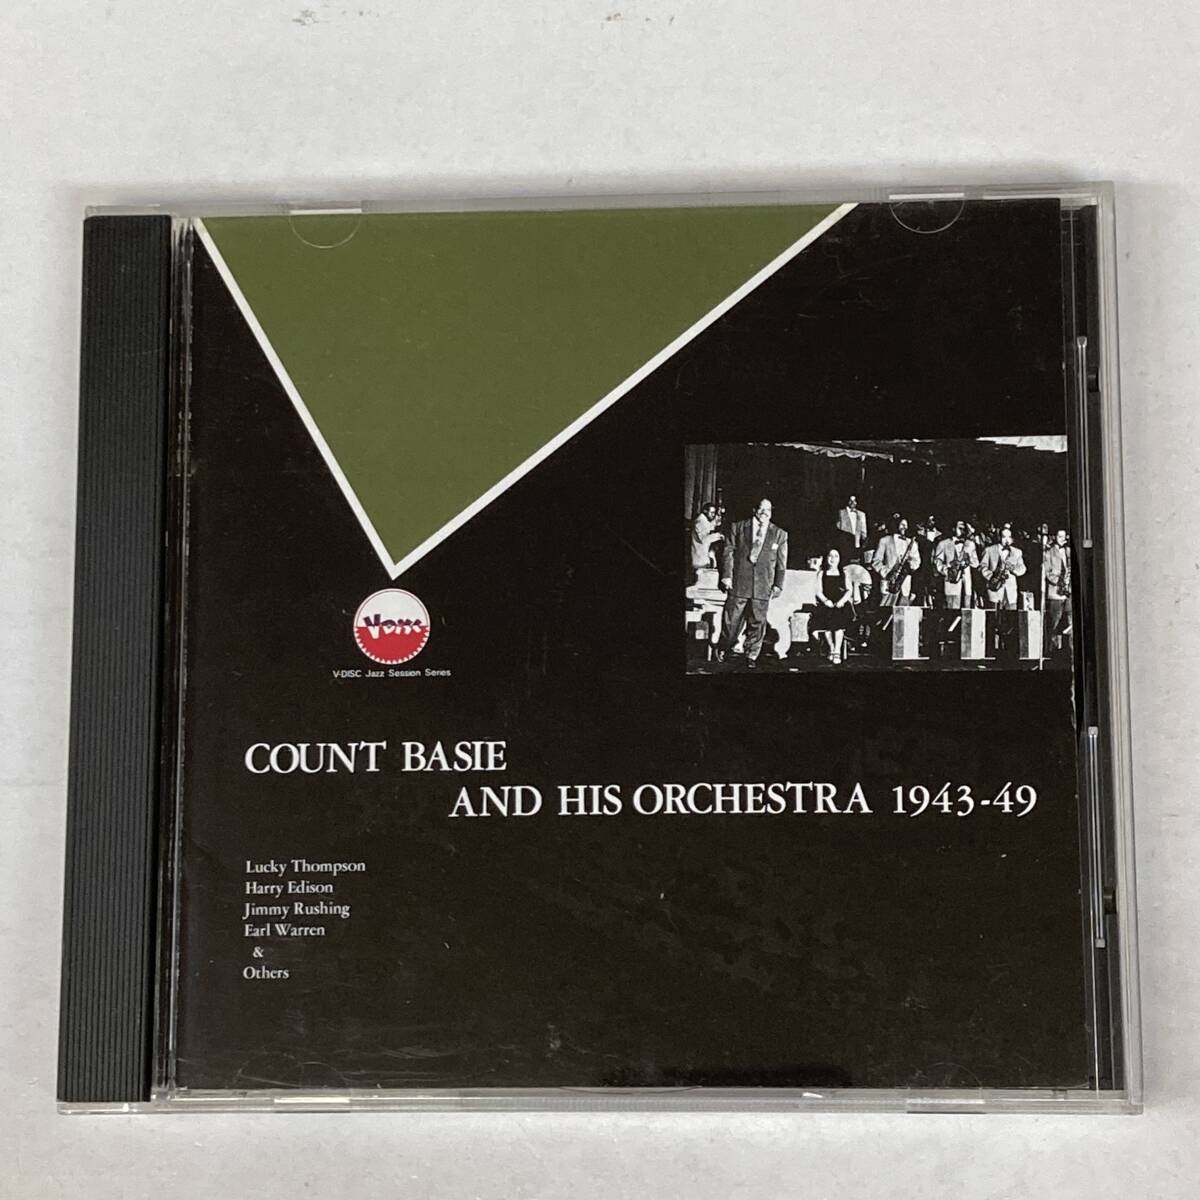 V Disc
V-DISC Jazz Session Series
COUNT BASIE
AND HIS ORCHESTRA 1943-49
Lucky Thompson
Harry Edison
Jimmy Rushing
Earl Warren
&
Others